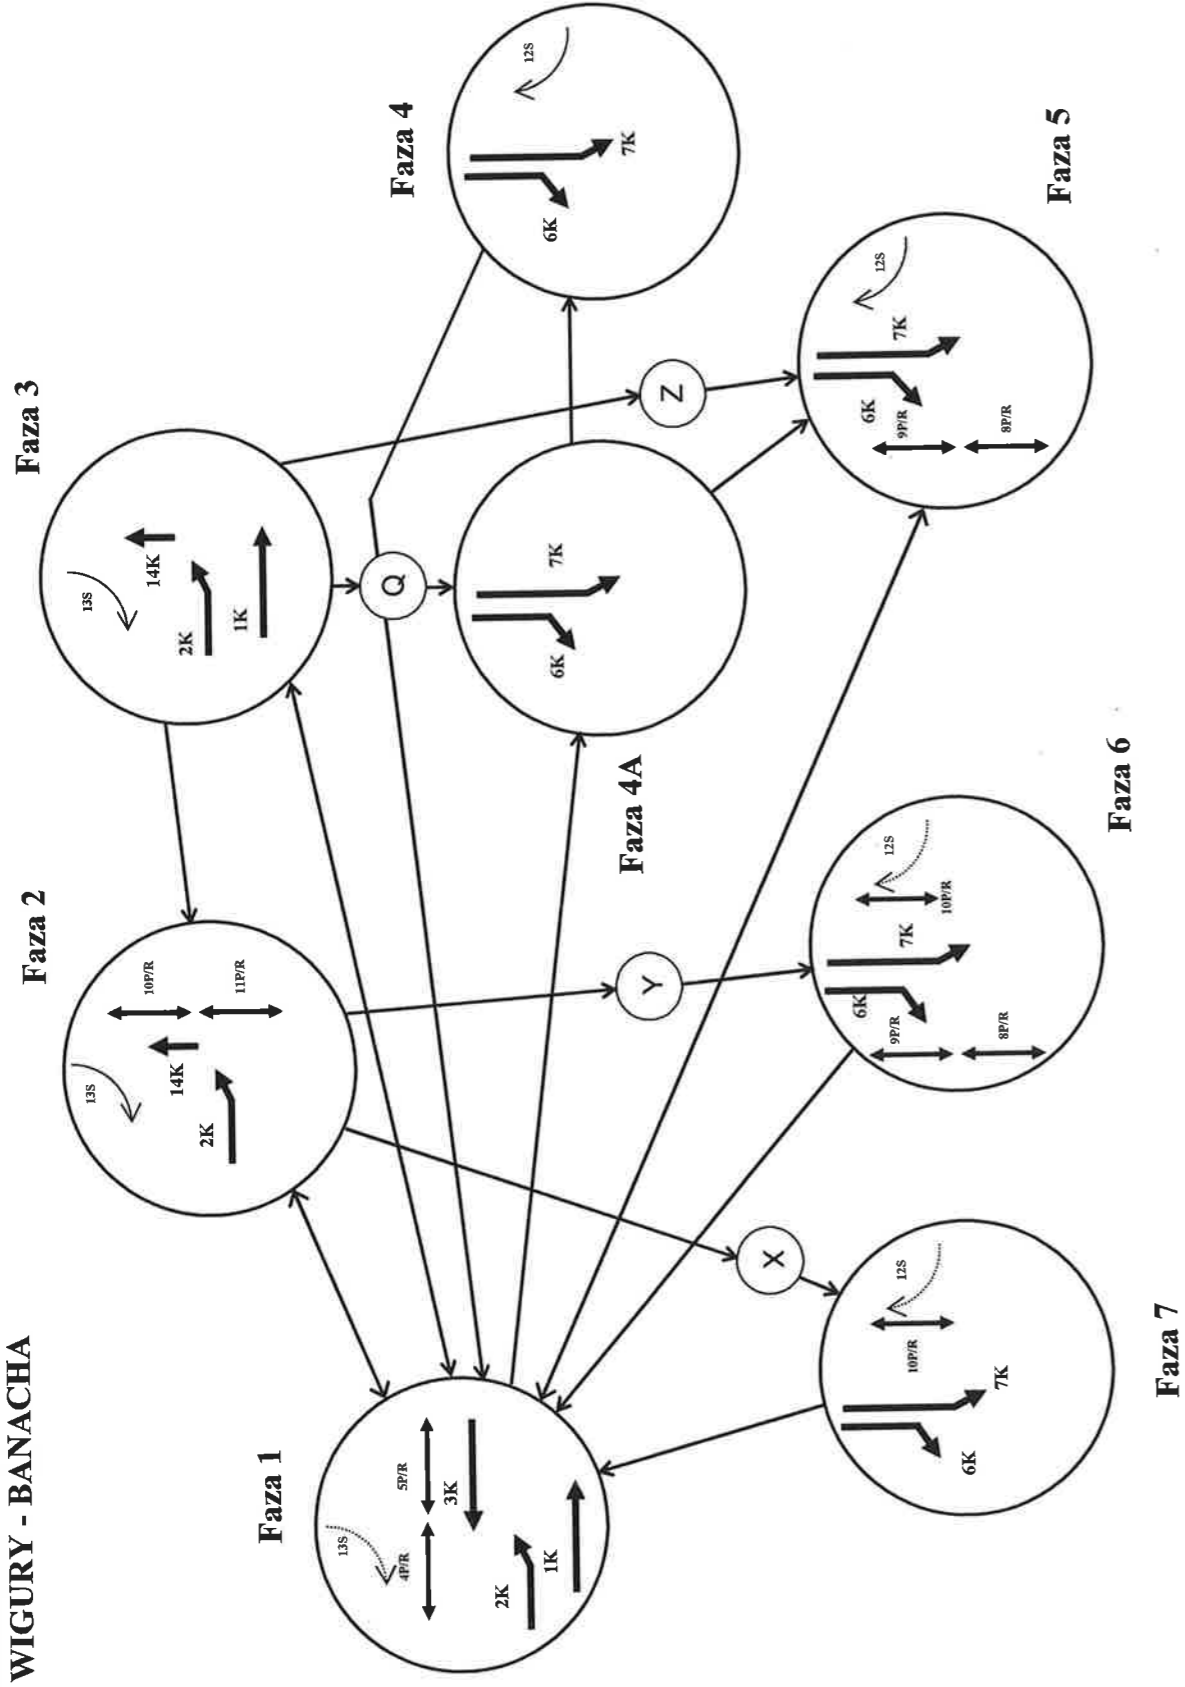 WIGURY - BANACHA
Faza 1
13S
4P/R
5P/R
3K
2K
1K
Faza 2
13S
10P/R
11P/R
14K
2K
Faza 3
13S
14K
2K
1K
Faza 4
12S
6K
7K
Q
Z
Y
X
Faza 4A
6K
7K
Faza 5
12S
7K
6K
9P/R
8P/R
Faza 6
12S
10P/R
7K
6K
9P/R
8P/R
Faza 7
12S
10P/R
7K
6K